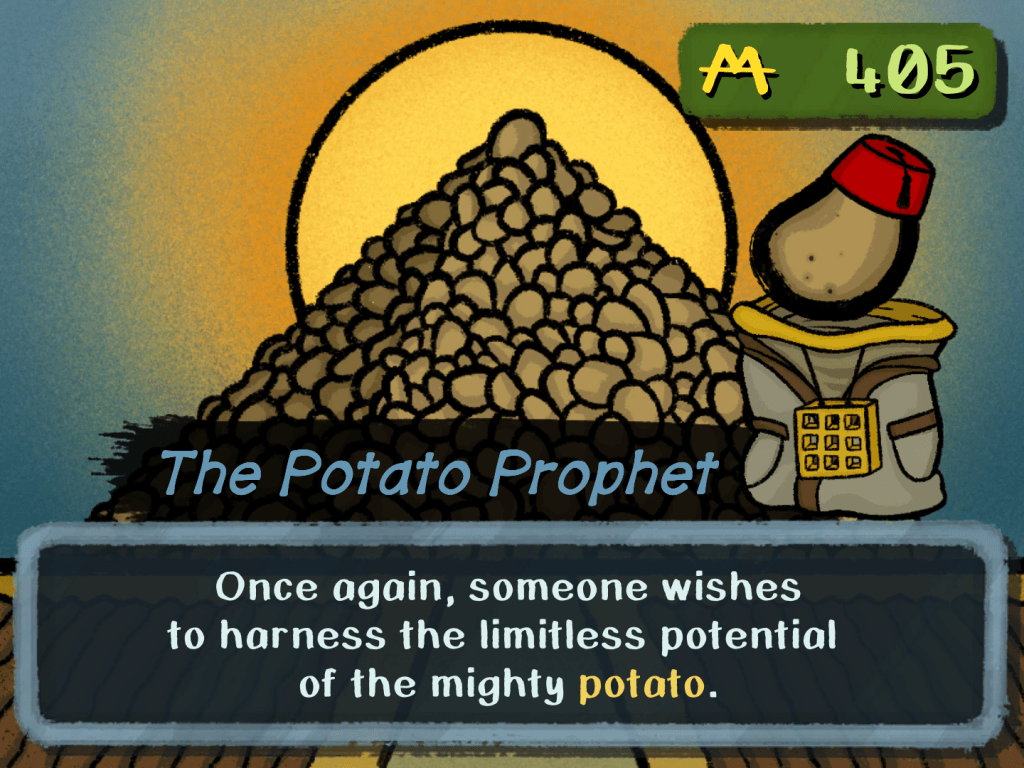 405
The Potato Prophet
Once again, someone wishes
to harness the limitless potential
of the mighty potato.